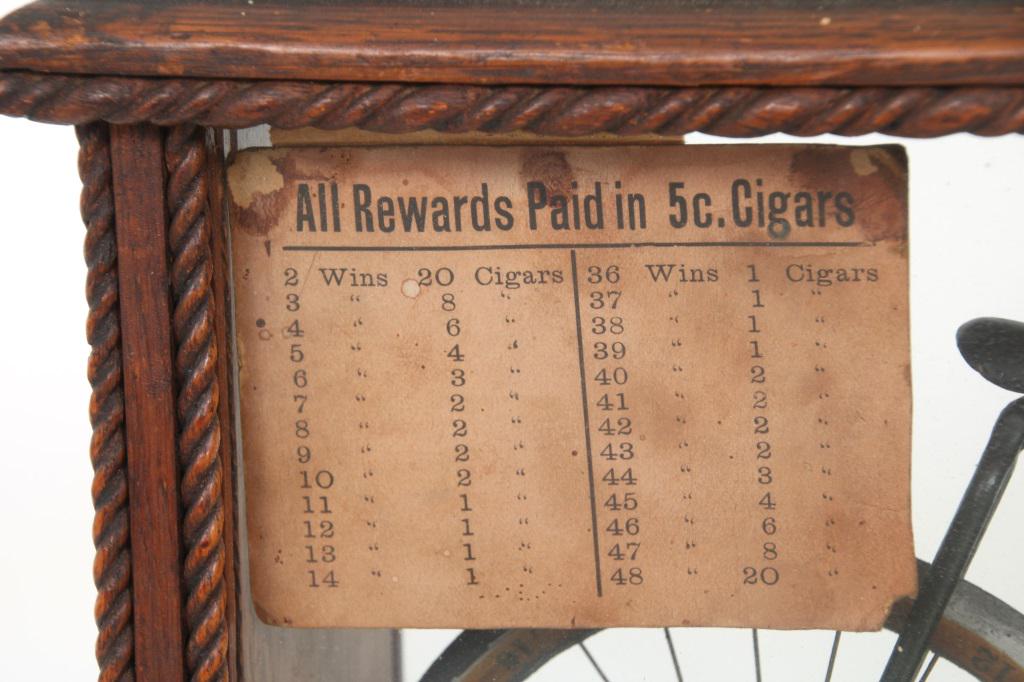 All Rewards Paid in 5c. Cigars
2 Wins 20 Cigars
3 “ 8 “
4 “ 6 “
5 “ 4 “
6 “ 3 “
7 “ 2 “
8 “ 2 “
9 “ 2 “
10 “ 2 “
11 “ 1 “
12 “ 1 “
13 “ 1 “
14 “ 1 “
36 Wins 1 Cigars
37 “ 1 “
38 “ 1 “
39 “ 1 “
40 “ 2 “
41 “ 2 “
42 “ 2 “
43 “ 2 “
44 “ 3 “
45 “ 4 “
46 “ 6 “
47 “ 8 “
48 “ 20 “